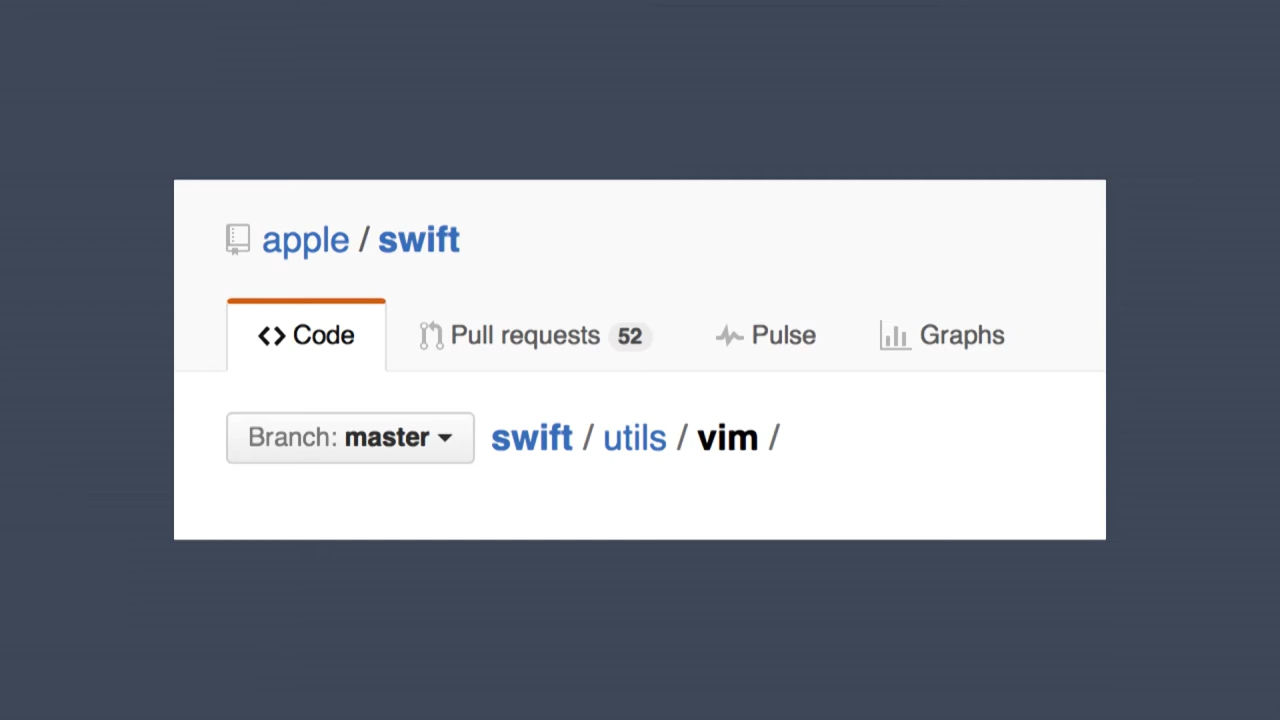 apple / swift
Code Pull requests 52 Pulse Graphs
Branch: master swift / utils / vim /